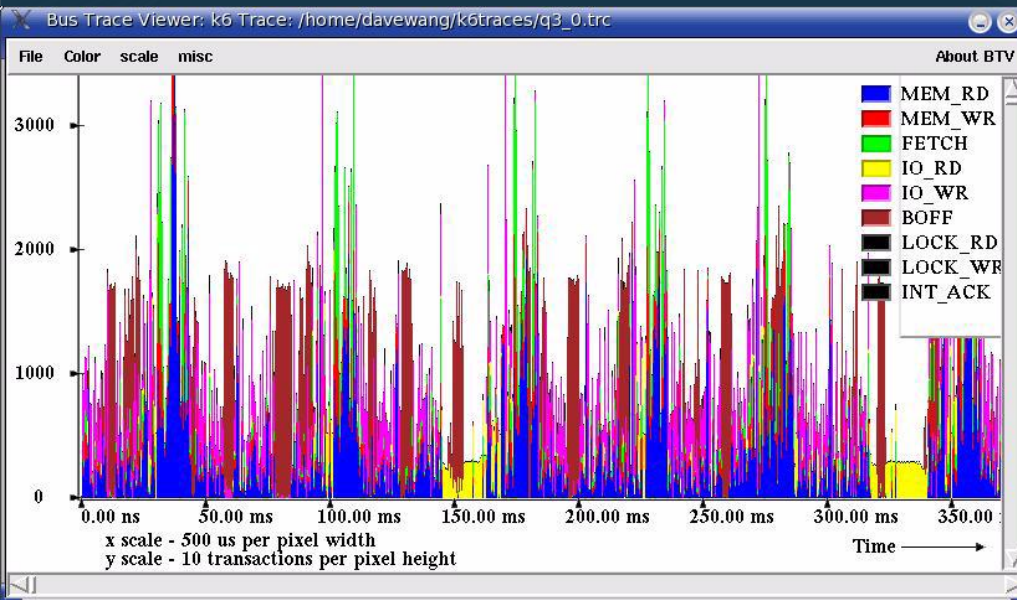 Bus Trace Viewer: k6 Trace: /home/davewang/k6traces/q3_0.trc
File Color scale misc About BTV
MEM_RD
MEM_WR
FETCH
IO_RD
IO_WR
BOFF
LOCK_RD
LOCK_WR
INT_ACK
3000
2000
1000
0
0.00 ns 50.00 ms 100.00 ms 150.00 ms 200.00 ms 250.00 ms 300.00 ms 350.00
x scale - 500 us per pixel width
y scale - 10 transactions per pixel height
Time